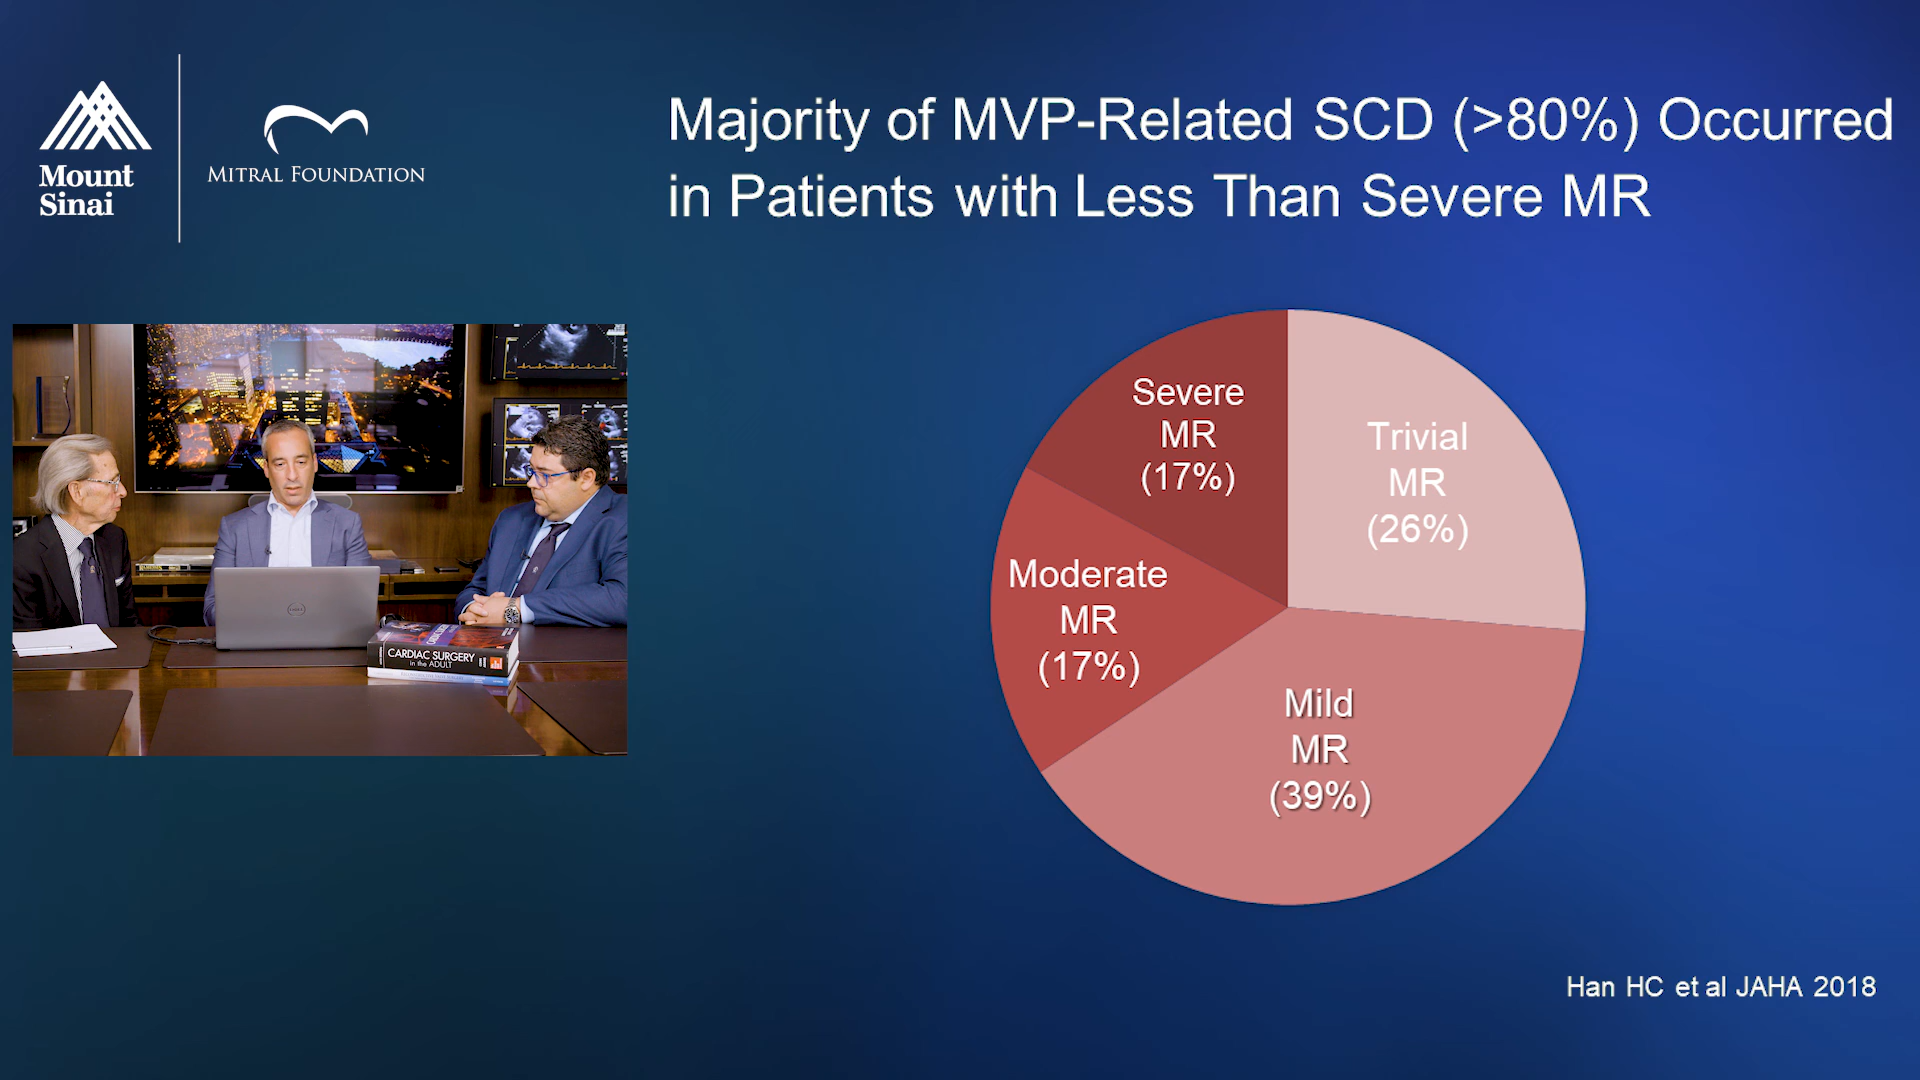 Mount
Sinai
MITRAL FOUNDATION
Majority of MVP-Related SCD (>80%) Occurred
in Patients with Less Than Severe MR
Severe
MR
(17%)
Trivial
MR
(26%)
Moderate
MR
(17%)
Mild
MR
(39%)
DELL
CARDIAC SURGERY
in the ADULT
Han HC et al JAHA 2018